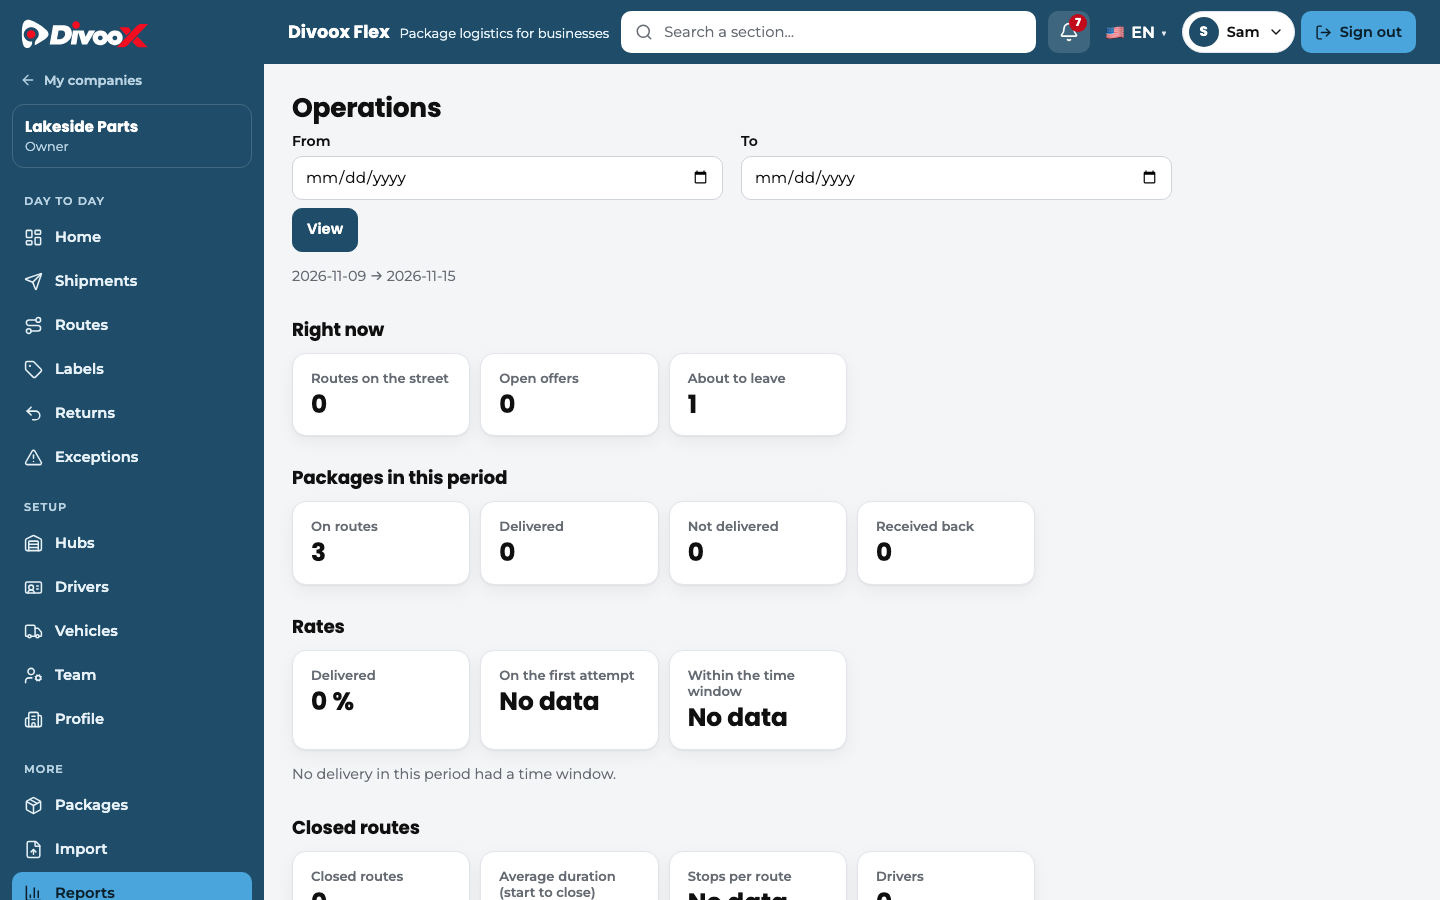 DivooX
Divoox Flex Package logistics for businesses
Search a section...
7
EN
S
Sam
Sign out
My companies
Lakeside Parts
Owner
DAY TO DAY
Home
Shipments
Routes
Labels
Returns
Exceptions
SETUP
Hubs
Drivers
Vehicles
Team
Profile
MORE
Packages
Import
Reports
Operations
From
To
mm/dd/yyyy
mm/dd/yyyy
View
2026-11-09 → 2026-11-15
Right now
Routes on the street
0
Open offers
0
About to leave
1
Packages in this period
On routes
3
Delivered
0
Not delivered
0
Received back
0
Rates
Delivered
0 %
On the first attempt
No data
Within the time
window
No data
No delivery in this period had a time window.
Closed routes
Closed routes
0
Average duration
(start to close)
Stops per route
No data
Drivers
0